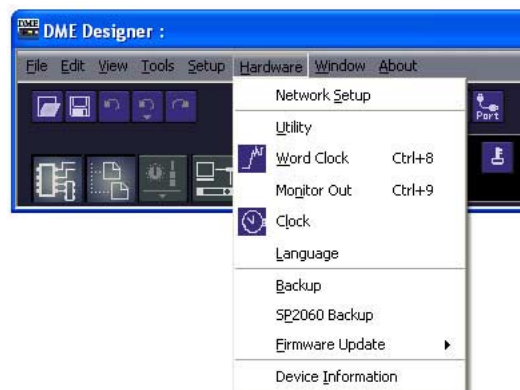 DME DME Designer :
File Edit View Tools Setup Hardware Window About
Network Setup
Port
Utility
Word Clock Ctrl+8
Monitor Out Ctrl+9
Clock
Language
Backup
SP2060 Backup
Firmware Update
Device Information